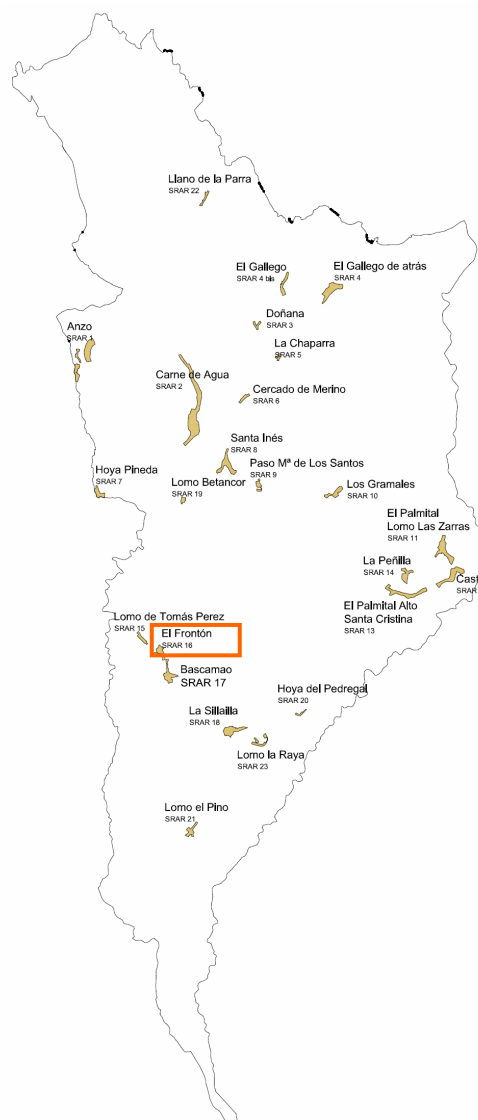 Llano de la Parra
SRAR 22
El Gallego
SRAR 4 bis
El Gallego de atrás
SRAR 4
Doñana
SRAR 3
Anzo
SRAR 1
La Chaparra
SRAR 5
Carne de Agua
SRAR 2
Cercado de Merino
SRAR 6
Santa Inés
SRAR 8
Paso Mª de Los Santos
SRAR 9
Hoya Pineda
SRAR 7
Lomo Betancor
SRAR 19
Los Gramales
SRAR 10
El Palmital
Lomo Las Zarras
SRAR 11
La Peñilla
SRAR 14
Cast
SRAR
El Palmital Alto
Santa Cristina
SRAR 13
Lomo de Tomás Perez
SRAR 15
El Frontón
SRAR 16
Bascamao
SRAR 17
Hoya del Pedregal
SRAR 20
La Sillailla
SRAR 18
Lomo la Raya
SRAR 23
Lomo el Pino
SRAR 21